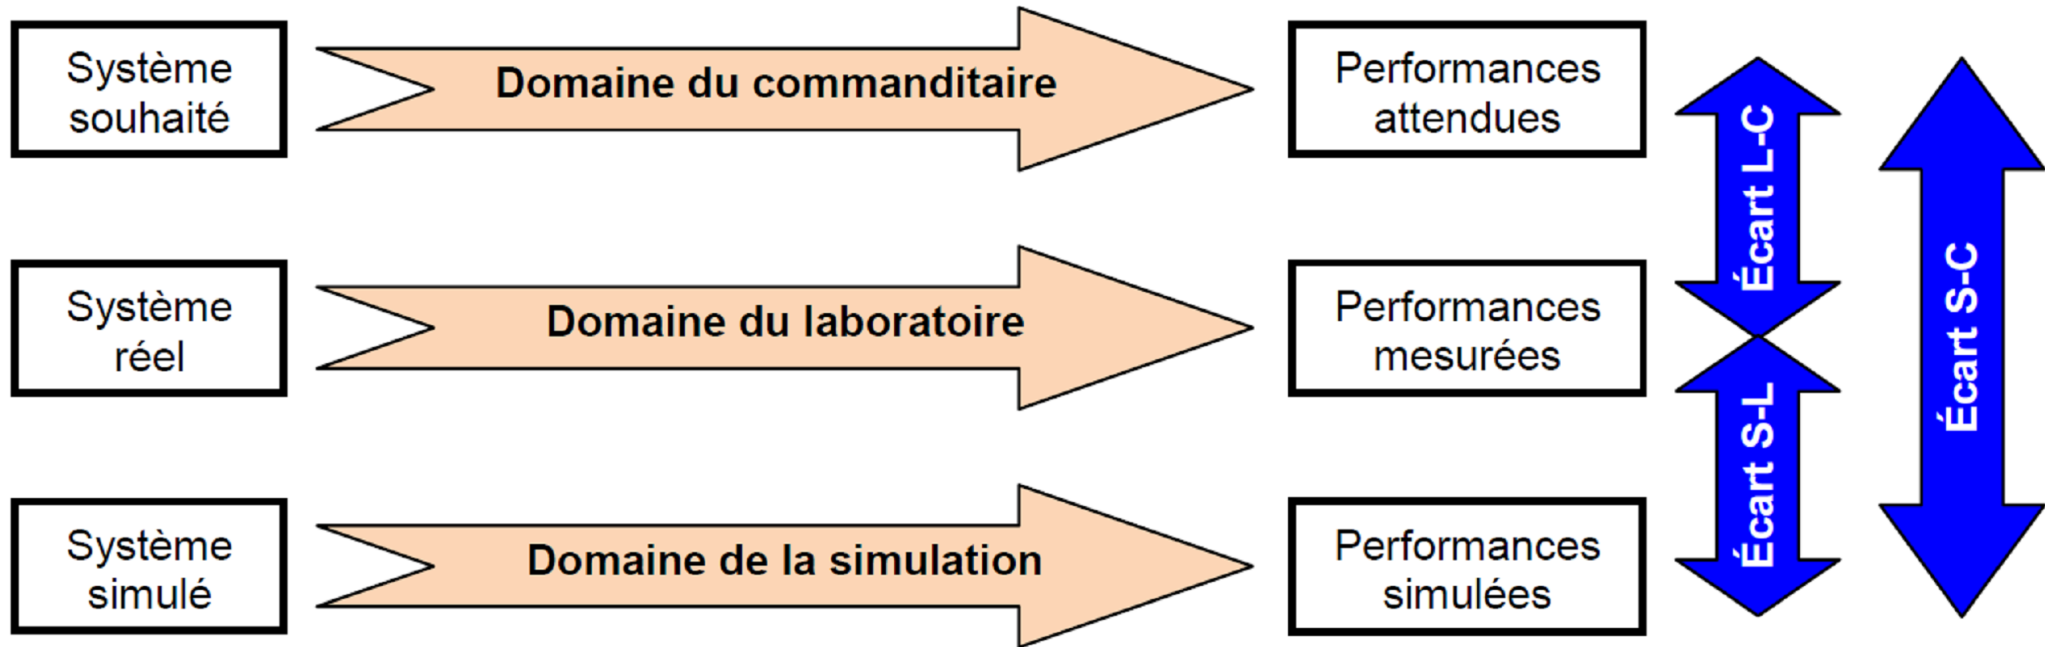 Système
souhaité
Domaine du commanditaire
Performances
attendues
Écart L-C
Écart S-C
Système
réel
Domaine du laboratoire
Performances
mesurées
Écart S-L
Système
simulé
Domaine de la simulation
Performances
simulées